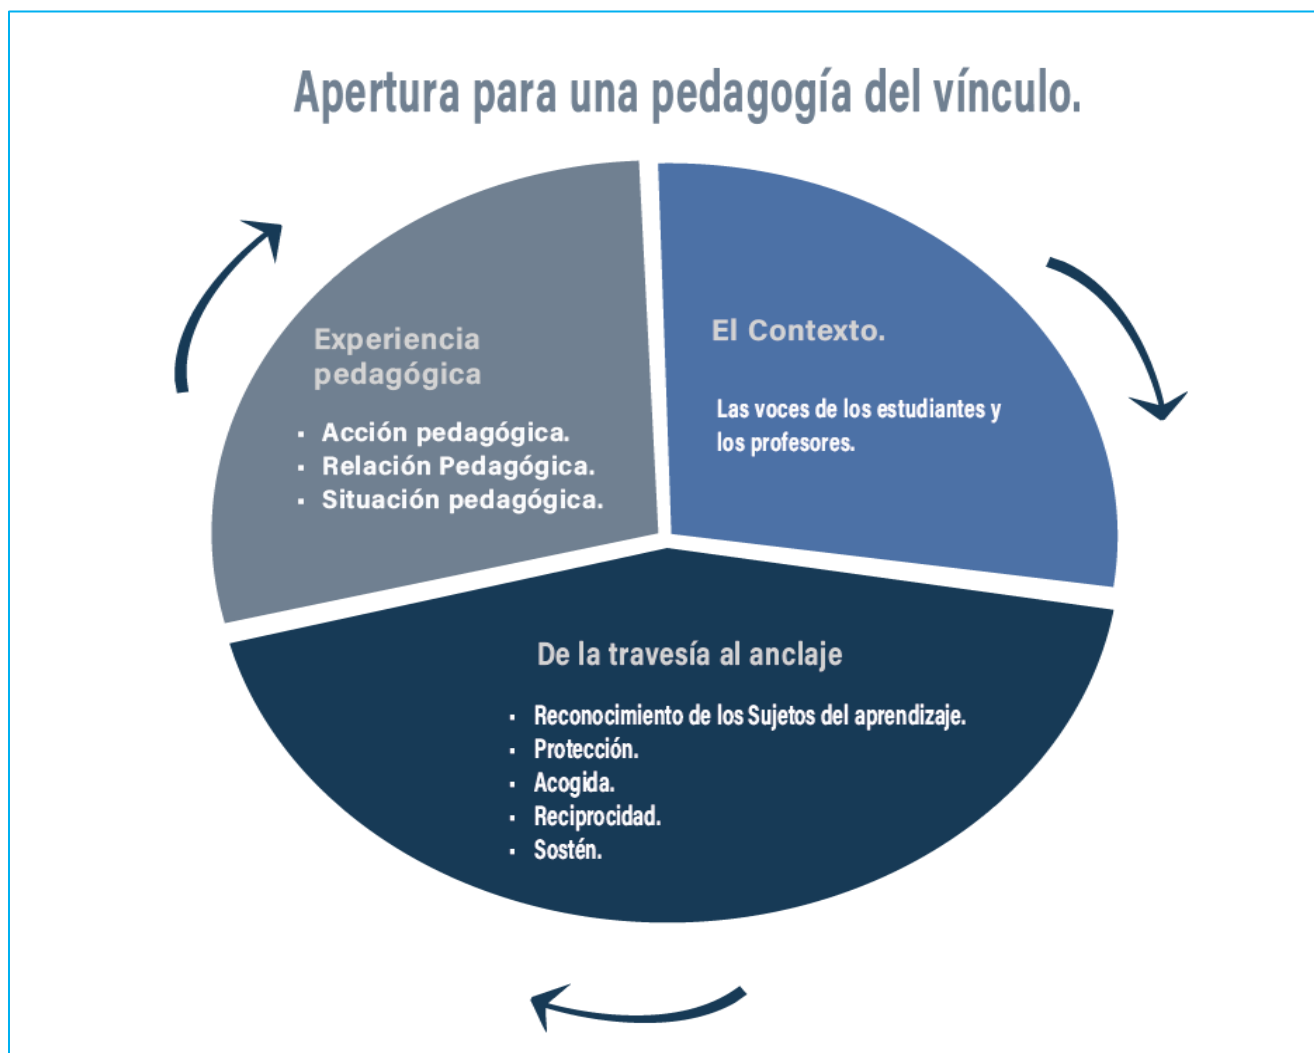 Apertura para una pedagogía del vínculo.
Experiencia
pedagógica
▪ Acción pedagógica.
▪ Relación Pedagógica.
▪ Situación pedagógica.
El Contexto.
Las voces de los estudiantes y
los profesores.
De la travesía al anclaje
▪ Reconocimiento de los Sujetos del aprendizaje.
▪ Protección.
▪ Acogida.
▪ Reciprocidad.
▪ Sostén.